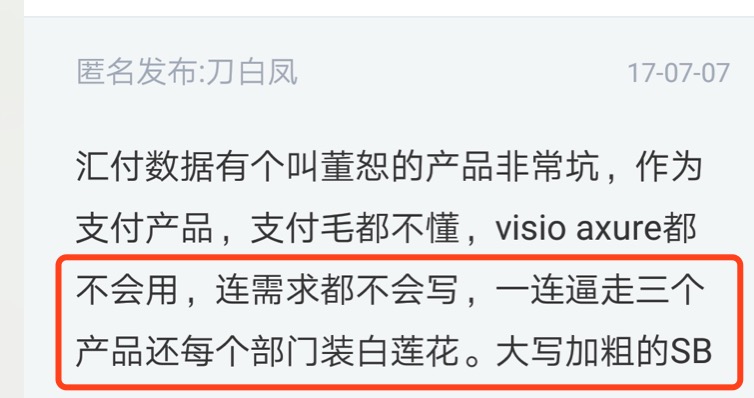 匿名发布:刀白凤
17-07-07
汇付数据有个叫董恕的产品非常坑，作为
支付产品，支付毛都不懂，visio axure都
不会用，连需求都不会写，一连逼走三个
产品还每个部门装白莲花。大写加粗的SB